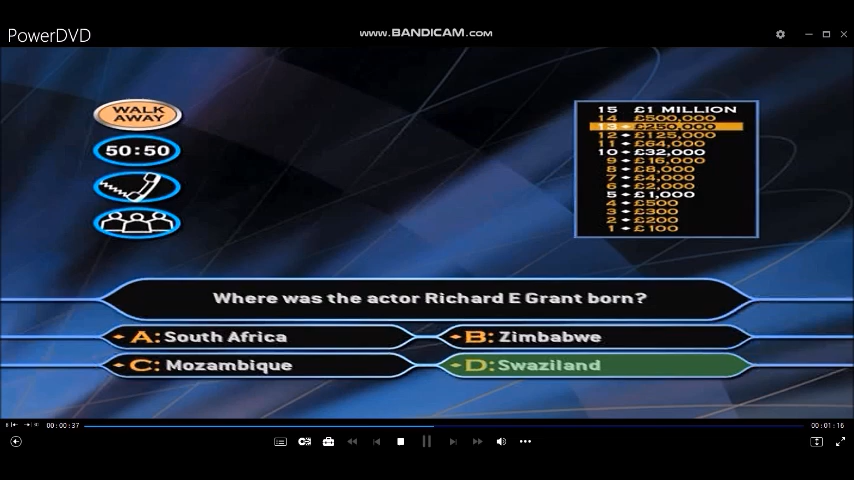 PowerDVD
www.BANDICAM.com
WALK AWAY
50:50
15 £1 MILLION
14 £500,000
13 ♦ £250,000
12 ♦ £125,000
11 ♦ £64,000
10 ♦ £32,000
9 ♦ £16,000
8 ♦ £8,000
7 ♦ £4,000
6 ♦ £2,000
5 ♦ £1,000
4 ♦ £500
3 ♦ £300
2 ♦ £200
1 ♦ £100
Where was the actor Richard E Grant born?
A: South Africa
B: Zimbabwe
C: Mozambique
D: Swaziland
00:00:37
00:01:16